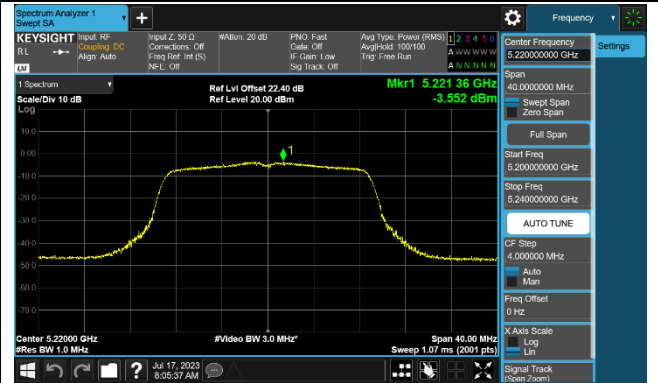 Spectrum Analyzer 1
Swept SA
Frequency
KEYSIGHT
RL
LXI
Input: RF
Coupling: DC
Align: Auto
Input Z: 50 Ω
Corrections: Off
Freq Ref: Int (S)
NFE: Off
#Atten: 20 dB
PNO: Fast
Gate: Off
IF Gain: Low
Sig Track: Off
Avg Type: Power (RMS)
Avg|Hold: 100/100
Trig: Free Run
1 2 3 4 5 6
A W W W W W
A N N N N N
1 Spectrum
Scale/Div 10 dB
Log
Ref Lvl Offset 22.40 dB
Ref Level 20.00 dBm
Mkr1 5.221 36 GHz
-3.552 dBm
10.0
0.00
-10.0
-20.0
-30.0
-40.0
-50.0
-60.0
-70.0
1
Center 5.22000 GHz
#Res BW 1.0 MHz
#Video BW 3.0 MHz*
Span 40.00 MHz
Sweep 1.07 ms (2001 pts)
Jul 17, 2023
8:05:37 AM
?
Center Frequency
5.220000000 GHz
Settings
Span
40.0000000 MHz
Swept Span
Zero Span
Full Span
Start Freq
5.200000000 GHz
Stop Freq
5.240000000 GHz
AUTO TUNE
CF Step
4.000000 MHz
Auto
Man
Freq Offset
0 Hz
X Axis Scale
Log
Lin
Signal Track
(Span Zoom)